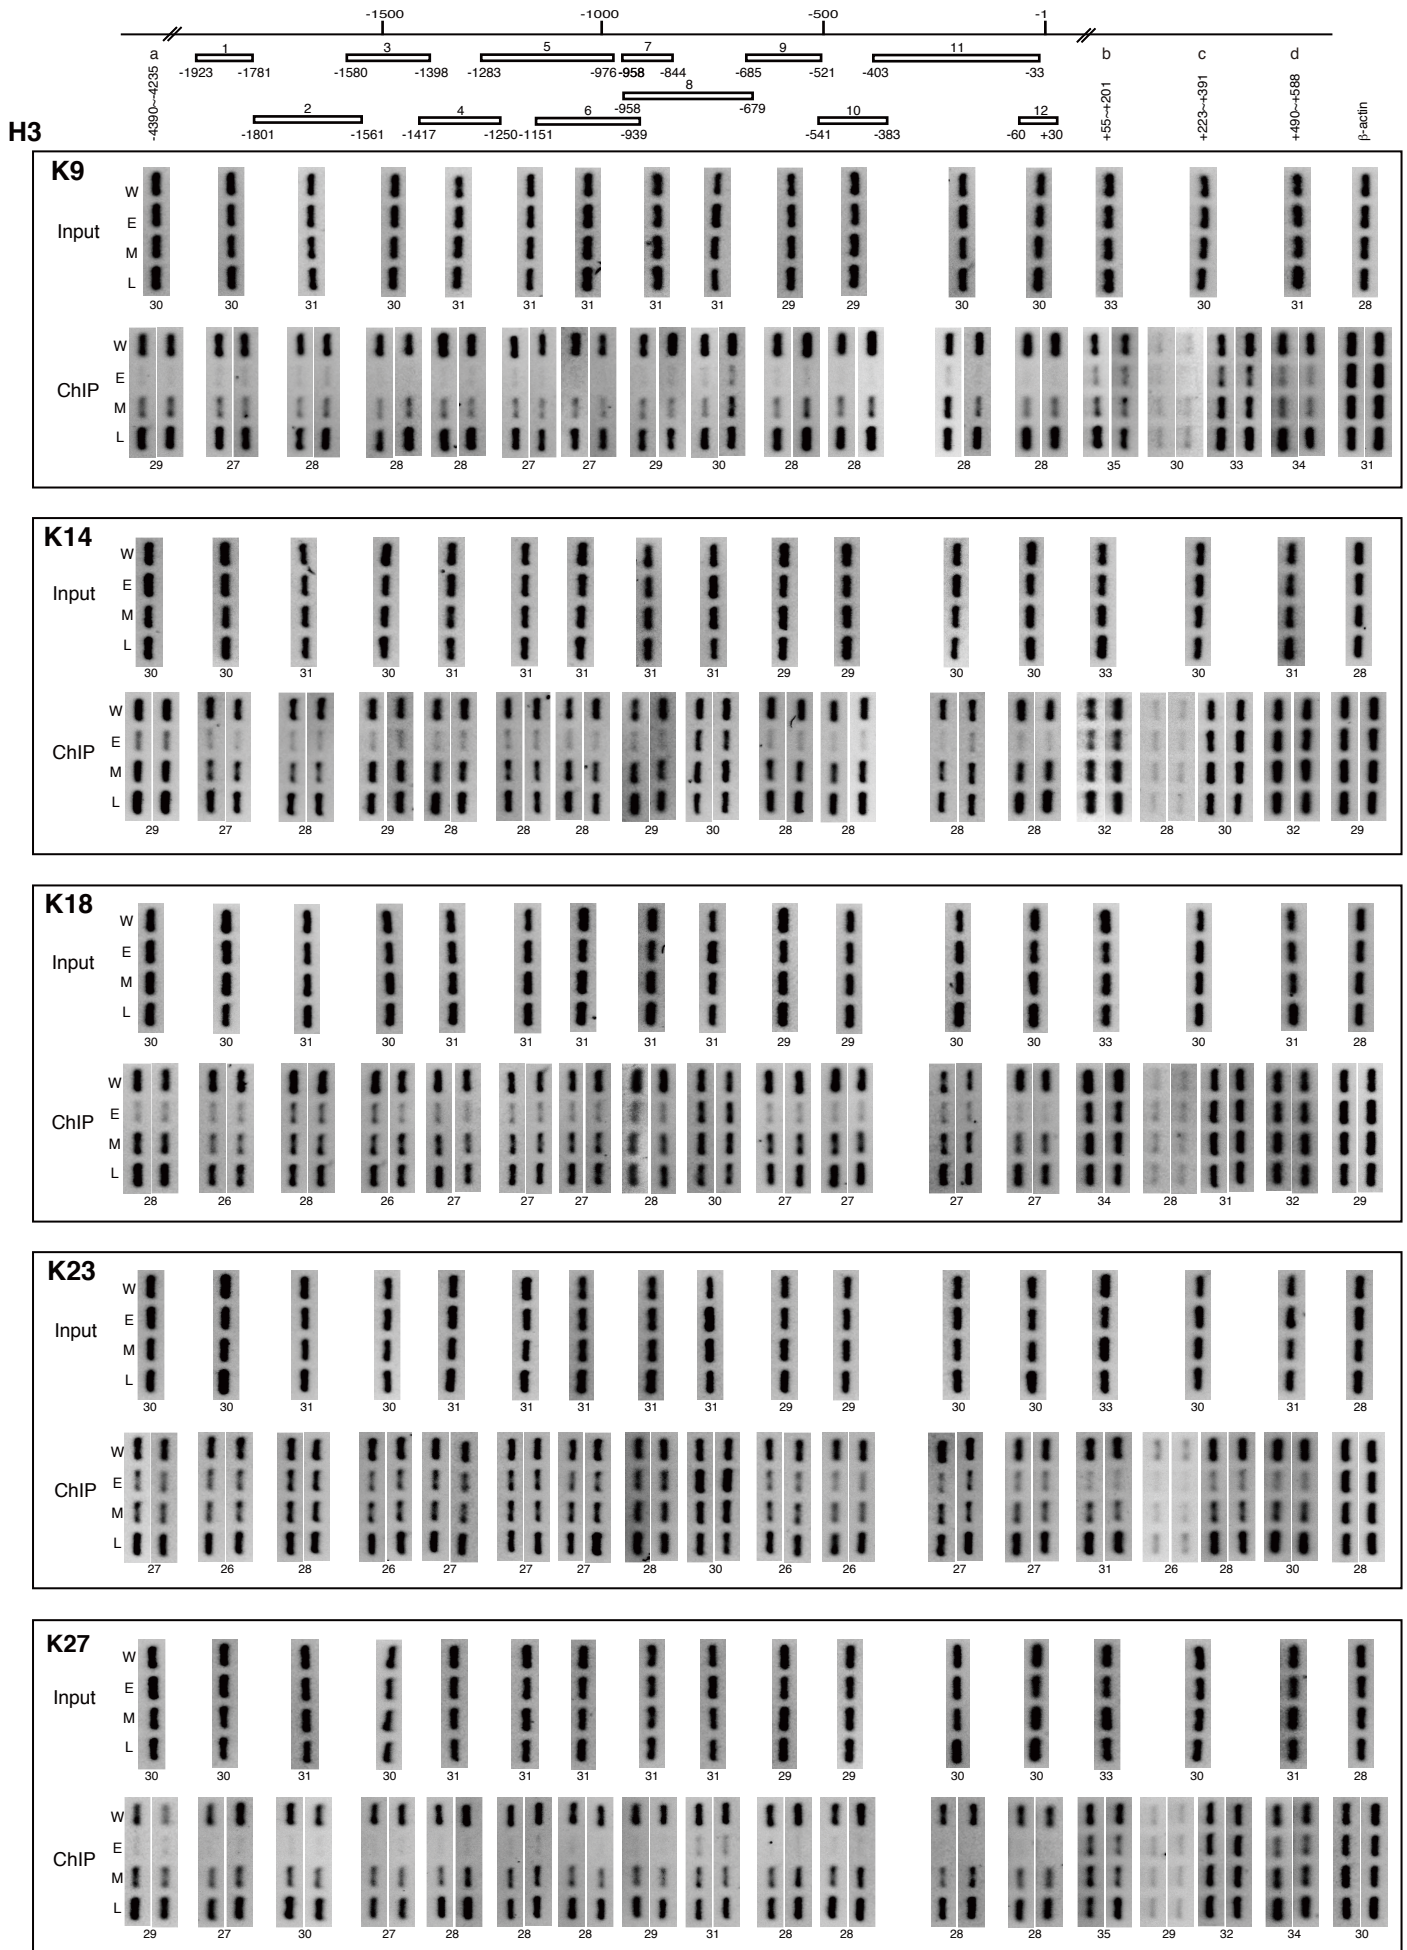 -1500 -1000 -500 -1
a 1 3 5 7 9 11 b c d
-1923 -1781 -1580 -1398 -1283 -976 -958 -844 -685 -521 -403 -33
8
2 4 6 -958 -679 10 12
-1801 -1561 -1417 -1250 -1151 -939 -541 -383 -60 +30
-4390~-4235 +55~+201 +223~+391 +490~+588 β-actin
H3
K9
W
Input E
M
L
30 30 31 30 31 31 31 31 31 29 29 30 30 33 30 31 28
W
E
ChIP M
L
29 27 28 28 28 27 27 29 30 28 28 28 28 35 30 33 34 31
K14
W
Input E
M
L
30 30 31 30 31 31 31 31 31 29 29 30 30 33 30 31 28
W
ChIP E
M
L
29 27 28 29 28 28 28 29 30 28 28 28 28 32 28 30 32 29
K18
W
Input E
M
L
30 30 31 30 31 31 31 31 31 29 29 30 30 33 30 31 28
W
ChIP E
M
L
28 26 28 26 27 27 27 28 30 27 27 27 27 34 28 31 32 29
K23
W
Input E
M
L
30 30 31 30 31 31 31 31 31 29 29 30 30 33 30 31 28
W
ChIP E
M
L
27 26 28 26 27 27 27 28 30 26 26 27 27 31 26 28 30 28
K27
W
Input E
M
L
30 30 31 30 31 31 31 31 31 29 29 30 30 33 30 31 28
W
ChIP E
M
L
29 27 30 27 28 28 28 29 31 28 28 28 28 35 29 32 34 30